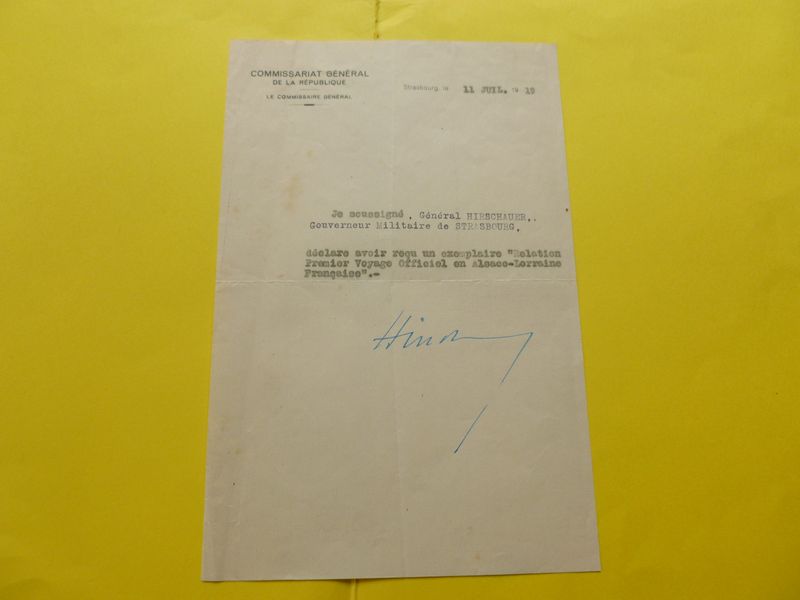 COMMISSARIAT GÉNÉRAL
DE LA RÉPUBLIQUE
LE COMMISSAIRE GÉNÉRAL
Strasbourg, le 11 JUIL. 19 19
Je soussigné , Général HIRSCHAUER,.
Gouverneur Militaire de STRASBOURG,
déclare avoir reçu un exemplaire "Relation
Premier Voyage Officiel en Alsace-Lorraine
Française".-